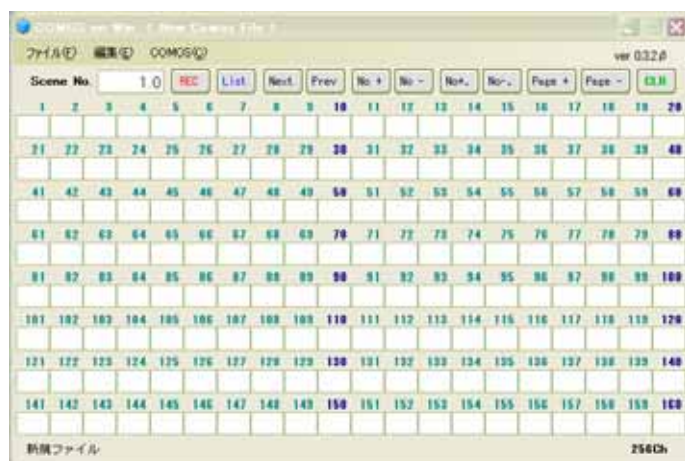 COMOS on Win [ New Comos File ]
ファイル(F) 編集(E) COMOS(C) ver 0.3.2β
Scene No. 1.0 REC List Next Prev No + No - No+. No-. Page + Page - CLR
1 2 3 4 5 6 7 8 9 10 11 12 13 14 15 16 17 18 19 20
21 22 23 24 25 26 27 28 29 30 31 32 33 34 35 36 37 38 39 40
41 42 43 44 45 46 47 48 49 50 51 52 53 54 55 56 57 58 59 60
61 62 63 64 65 66 67 68 69 70 71 72 73 74 75 76 77 78 79 80
81 82 83 84 85 86 87 88 89 90 91 92 93 94 95 96 97 98 99 100
101 102 103 104 105 106 107 108 109 110 111 112 113 114 115 116 117 118 119 120
121 122 123 124 125 126 127 128 129 130 131 132 133 134 135 136 137 138 139 140
141 142 143 144 145 146 147 148 149 150 151 152 153 154 155 156 157 158 159 160
新規ファイル 256Ch